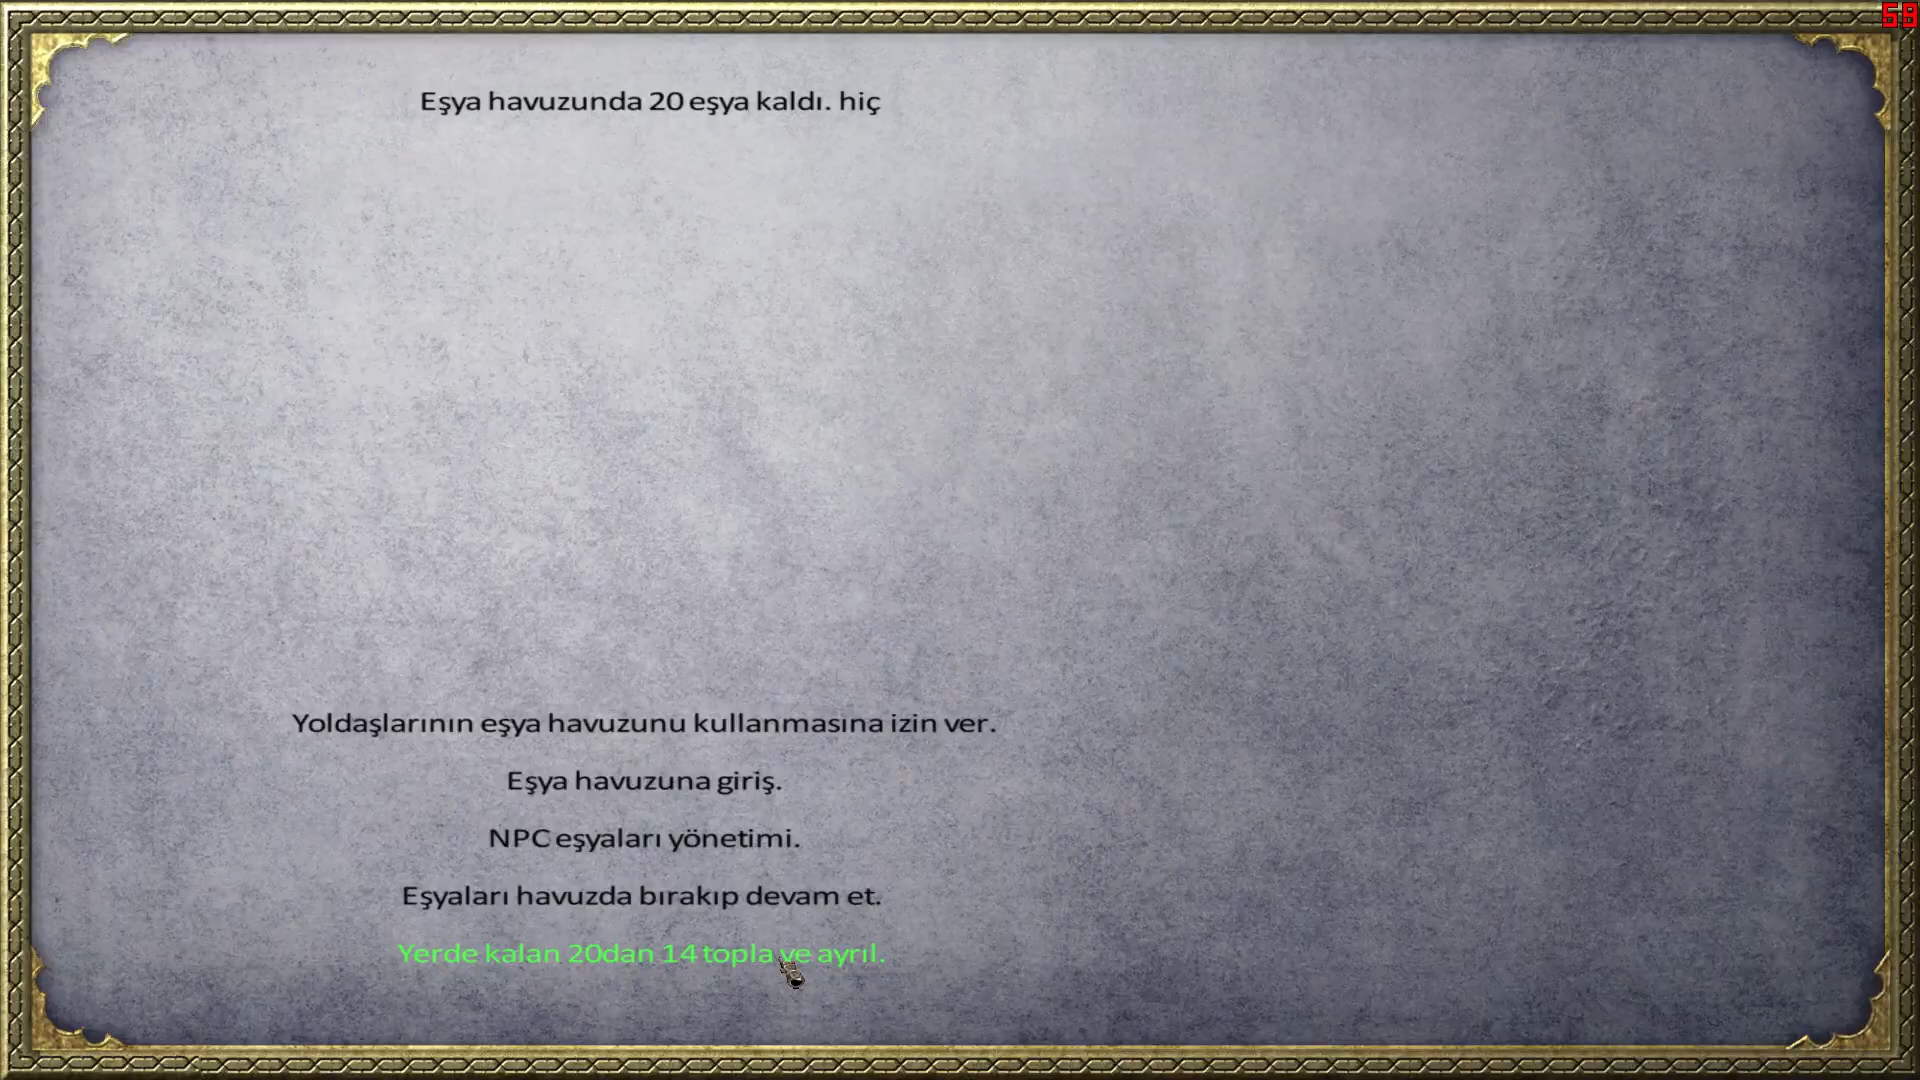 59
Eşya havuzunda 20 eşya kaldı. hiç
Yoldaşlarının eşya havuzunu kullanmasına izin ver.
Eşya havuzuna giriş.
NPC eşyaları yönetimi.
Eşyaları havuzda bırakıp devam et.
Yerde kalan 20dan 14 topla ve ayrıl.